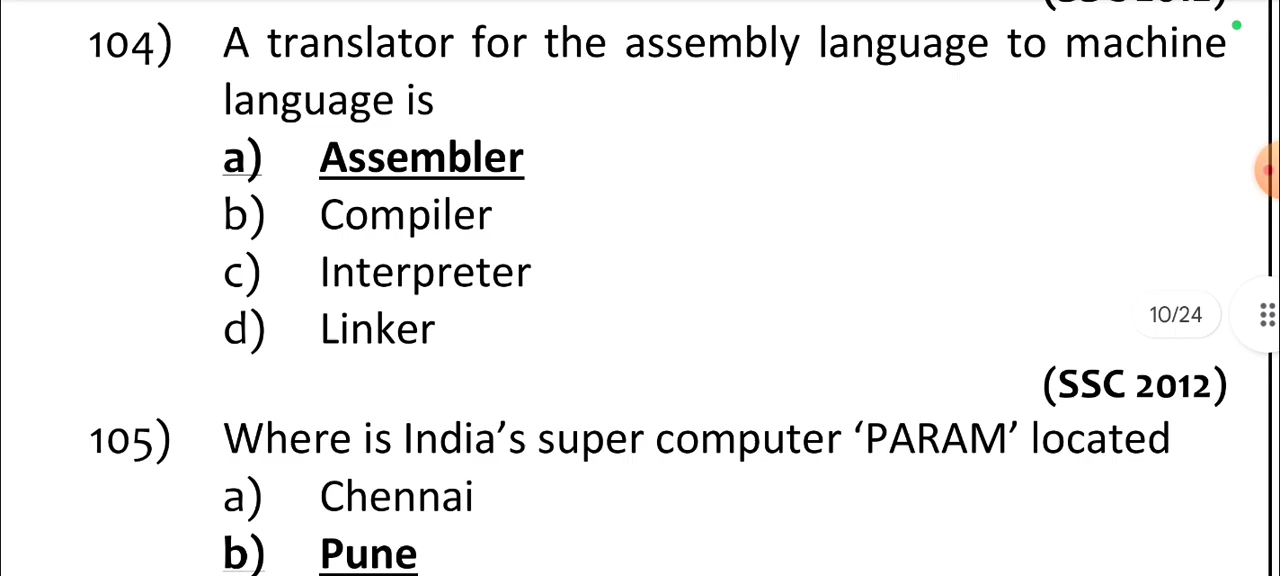 104) A translator for the assembly language to machine
language is
a) Assembler
b) Compiler
c) Interpreter
d) Linker
10/24
(SSC 2012)
105) Where is India’s super computer ‘PARAM’ located
a) Chennai
b) Pune